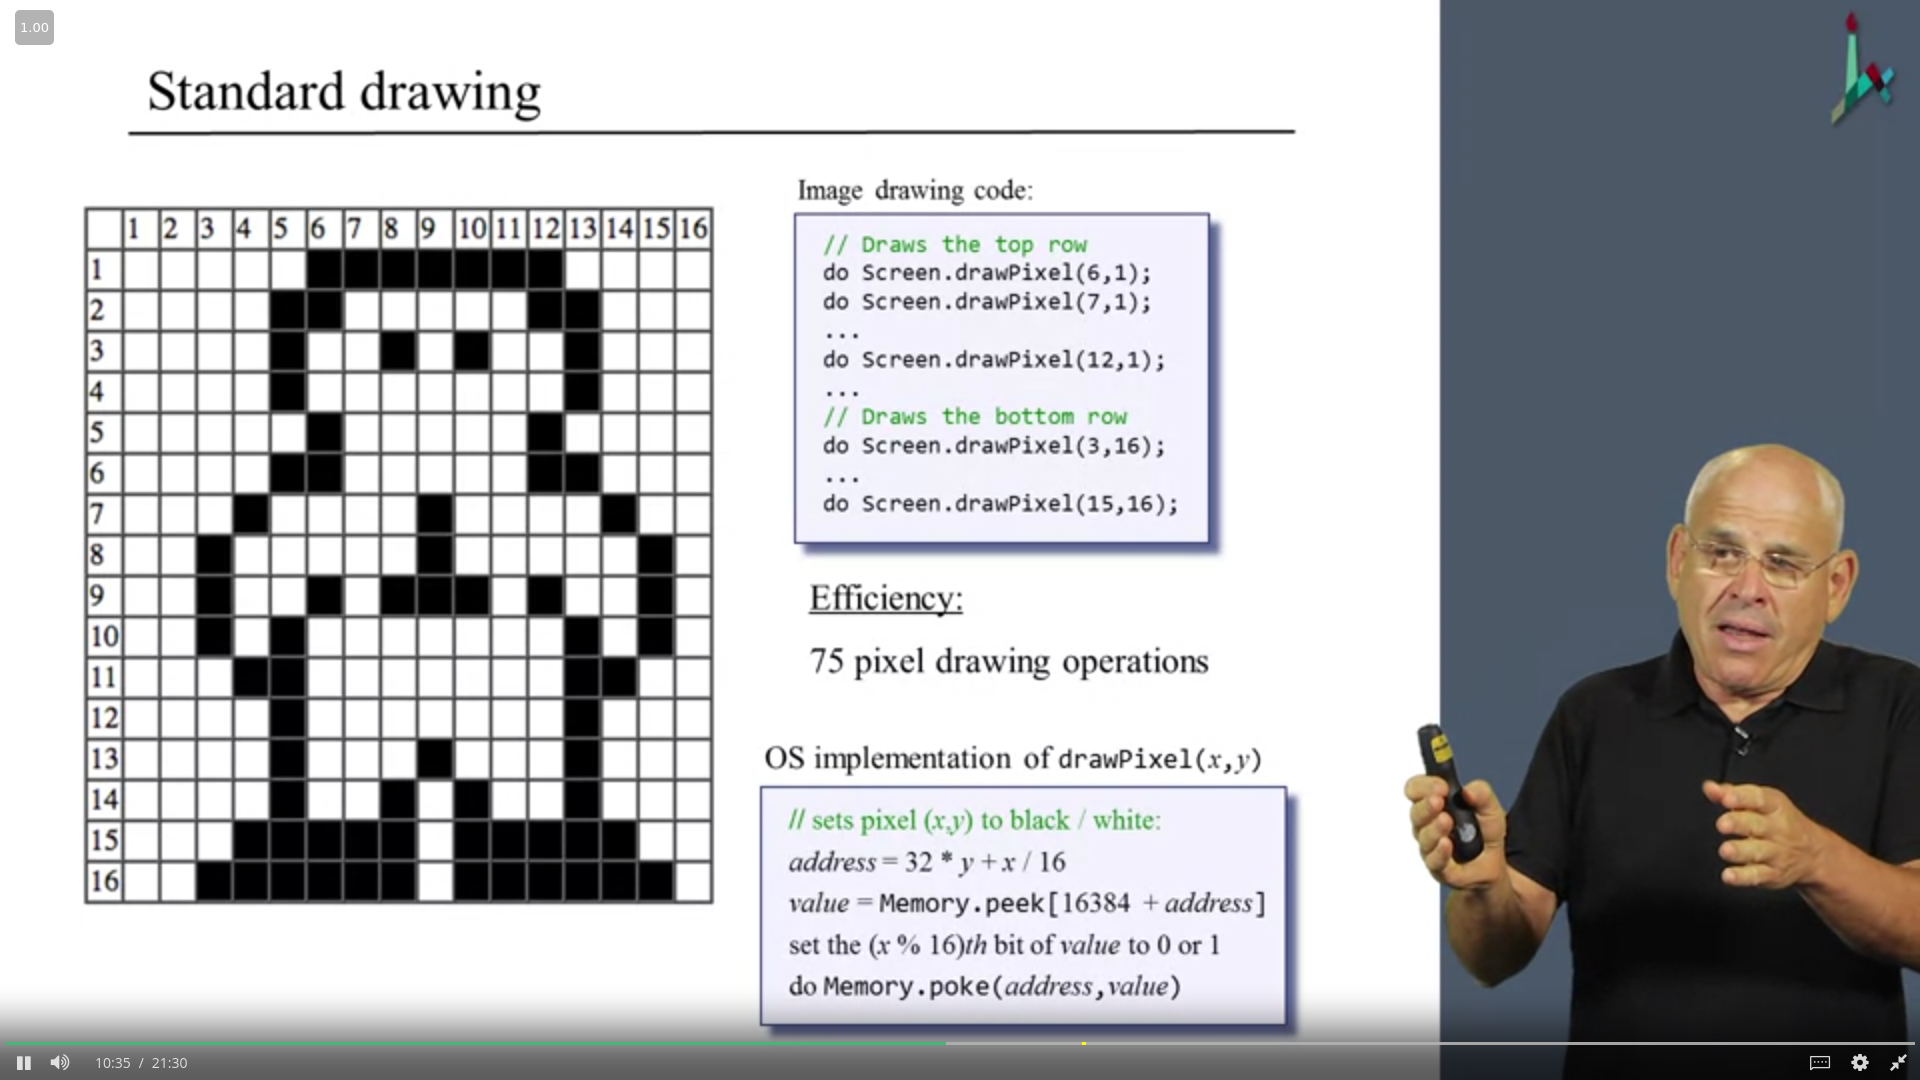 1.00
Standard drawing
1 2 3 4 5 6 7 8 9 10 11 12 13 14 15 16
1
2
3
4
5
6
7
8
9
10
11
12
13
14
15
16
Image drawing code:
// Draws the top row
do Screen.drawPixel(6,1);
do Screen.drawPixel(7,1);
...
do Screen.drawPixel(12,1);
...
// Draws the bottom row
do Screen.drawPixel(3,16);
...
do Screen.drawPixel(15,16);
Efficiency:
75 pixel drawing operations
OS implementation of drawPixel(x,y)
// sets pixel (x,y) to black / white:
address = 32 * y + x / 16
value = Memory.peek[16384 + address]
set the (x % 16)th bit of value to 0 or 1
do Memory.poke(address,value)
10:35 / 21:30